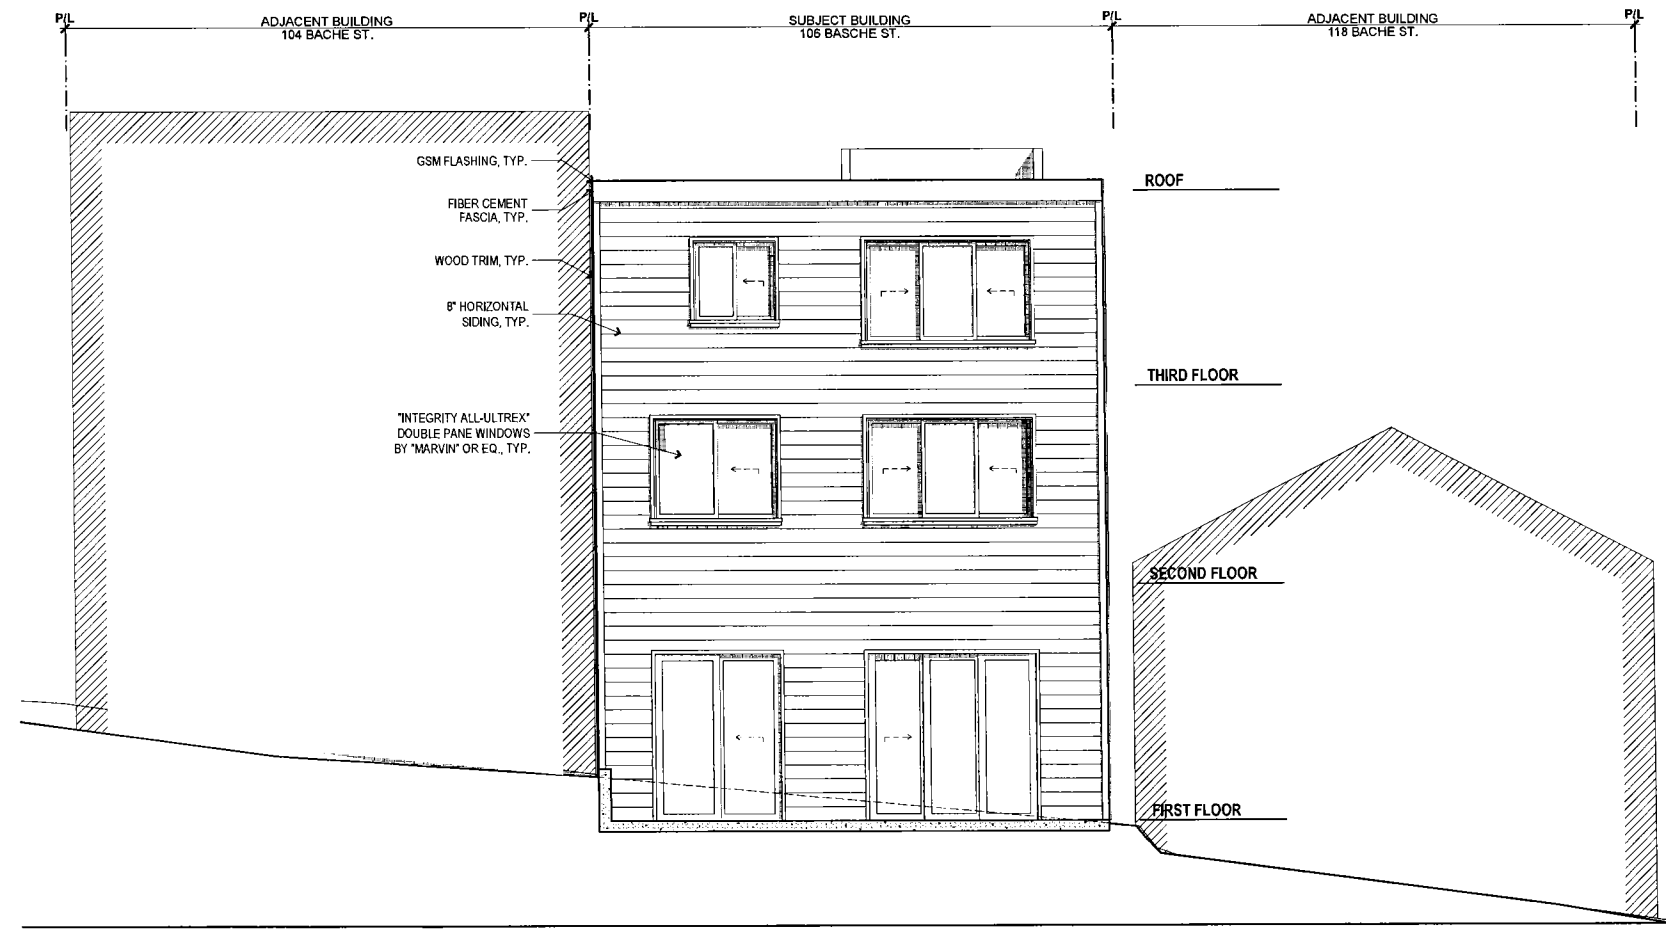 P/L
ADJACENT BUILDING
104 BACHE ST.
P/L
SUBJECT BUILDING
106 BASCHE ST.
P/L
ADJACENT BUILDING
118 BACHE ST.
P/L
GSM FLASHING, TYP.
FIBER CEMENT
FASCIA, TYP.
WOOD TRIM, TYP.
8" HORIZONTAL
SIDING, TYP.
"INTEGRITY ALL-ULTREX"
DOUBLE PANE WINDOWS
BY "MARVIN" OR EQ., TYP.
ROOF
THIRD FLOOR
SECOND FLOOR
FIRST FLOOR